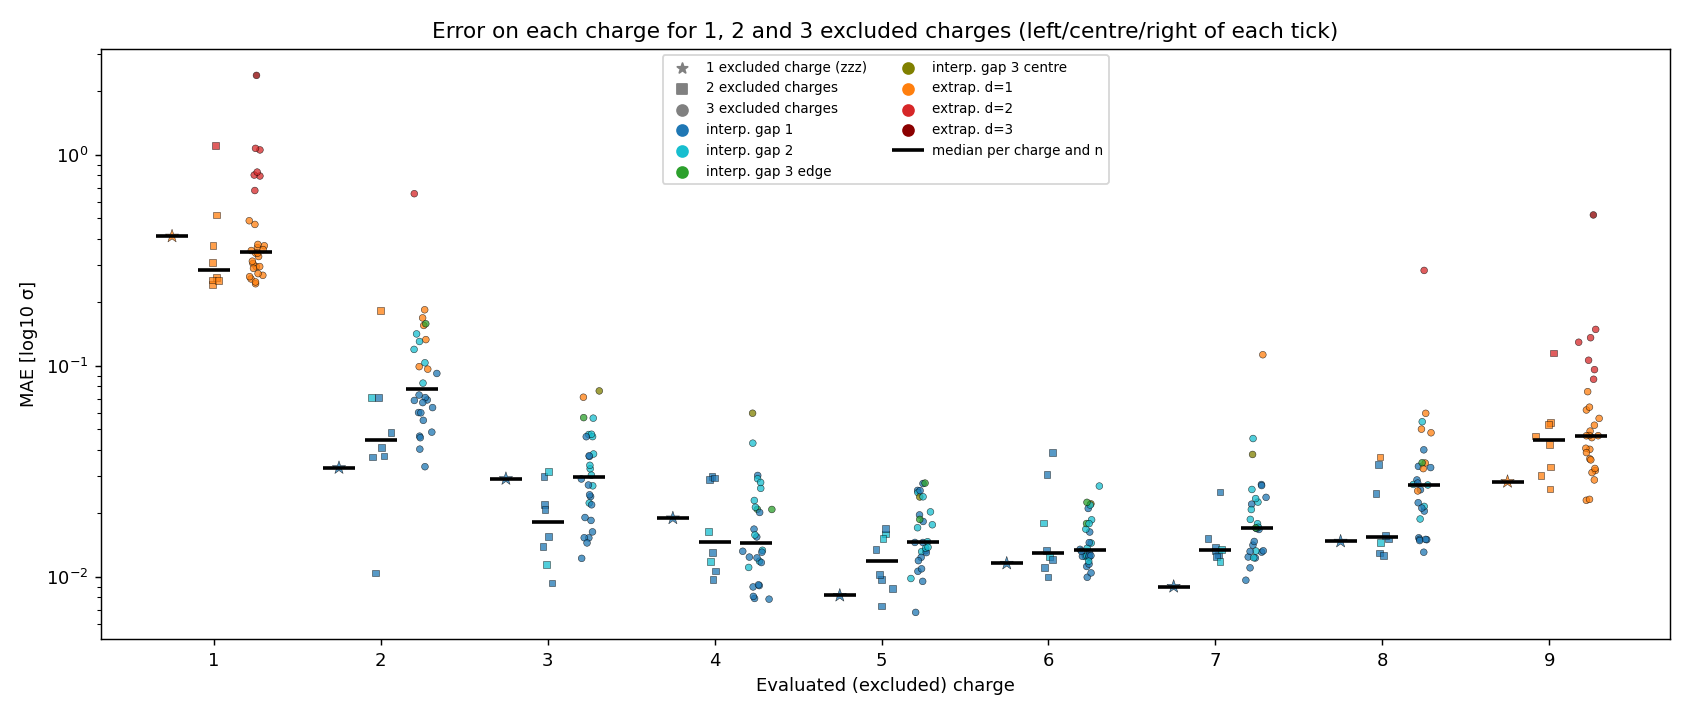 Error on each charge for 1, 2 and 3 excluded charges (left/centre/right of each tick)
1 excluded charge (zzz)
2 excluded charges
3 excluded charges
interp. gap 1
interp. gap 2
interp. gap 3 edge
interp. gap 3 centre
extrap. d=1
extrap. d=2
extrap. d=3
median per charge and n
MAE [log10 σ]
10⁰
10⁻¹
10⁻²
1 2 3 4 5 6 7 8 9
Evaluated (excluded) charge